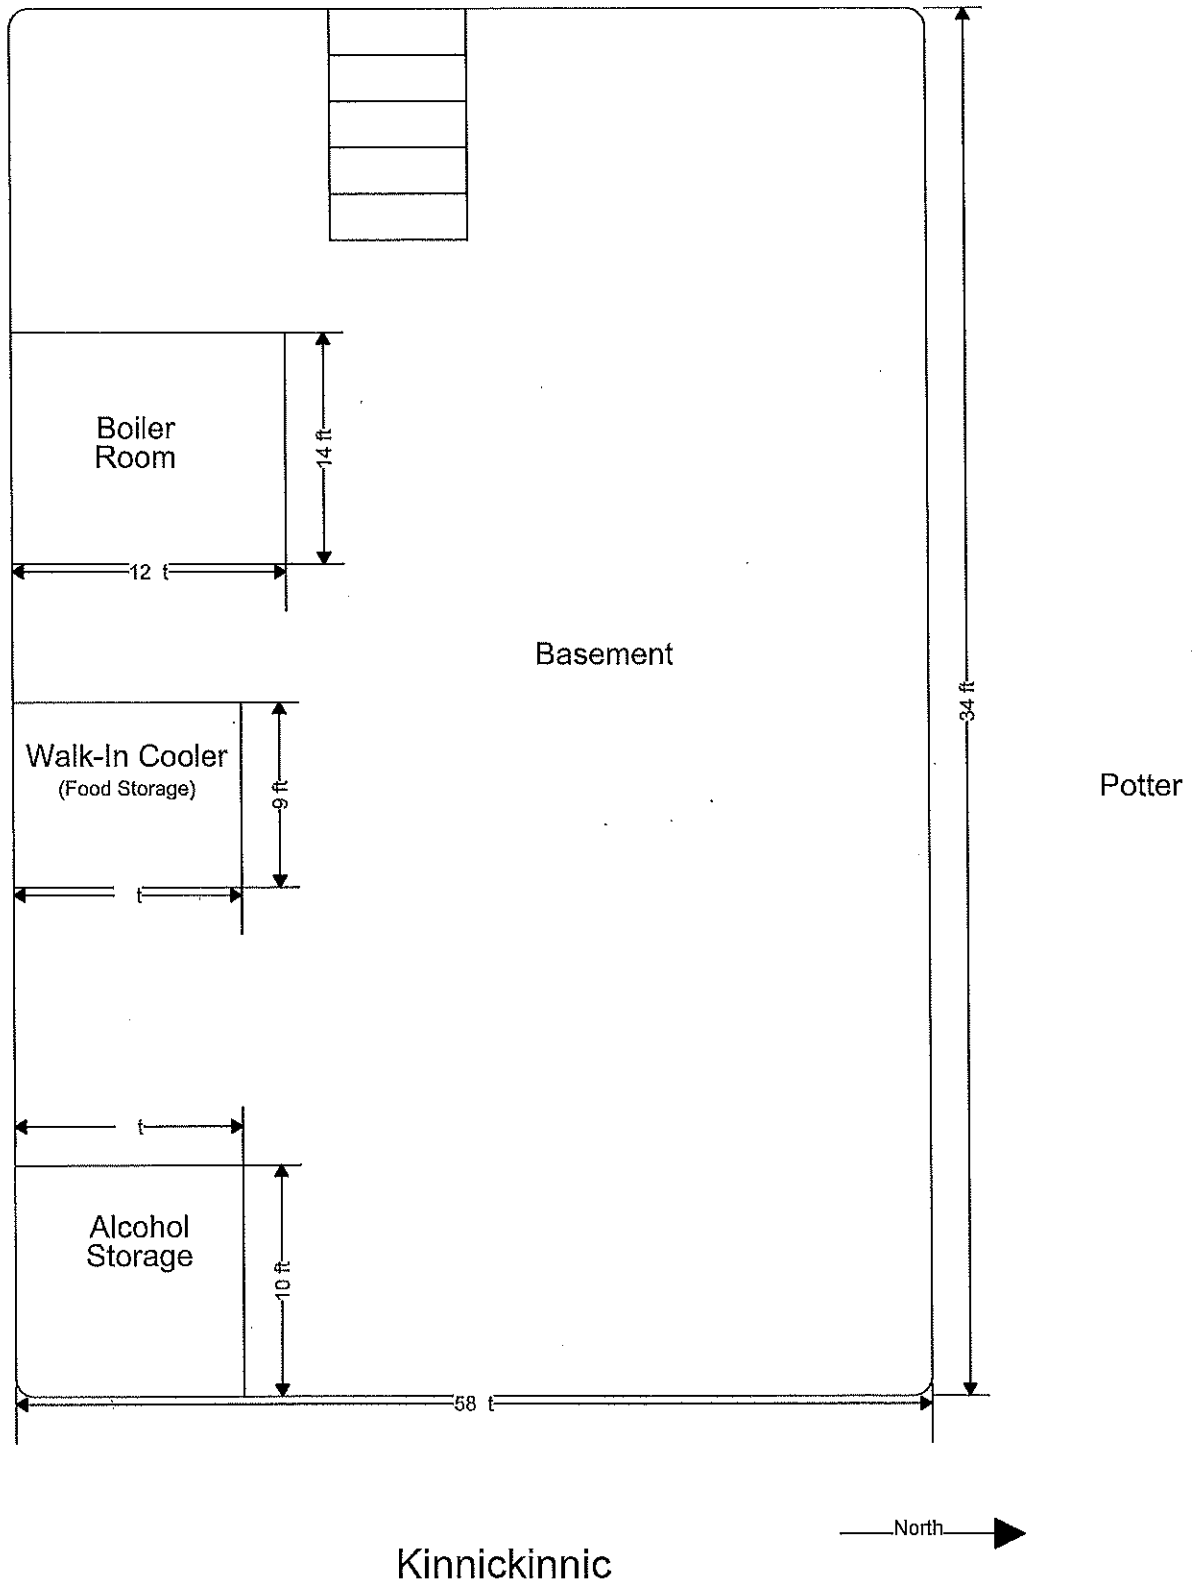 Boiler
Room
14 ft
12 t
Basement
34 ft
Walk-In Cooler
(Food Storage)
9 ft
Potter
t
t
Alcohol
Storage
10 ft
58 t
North
Kinnickinnic